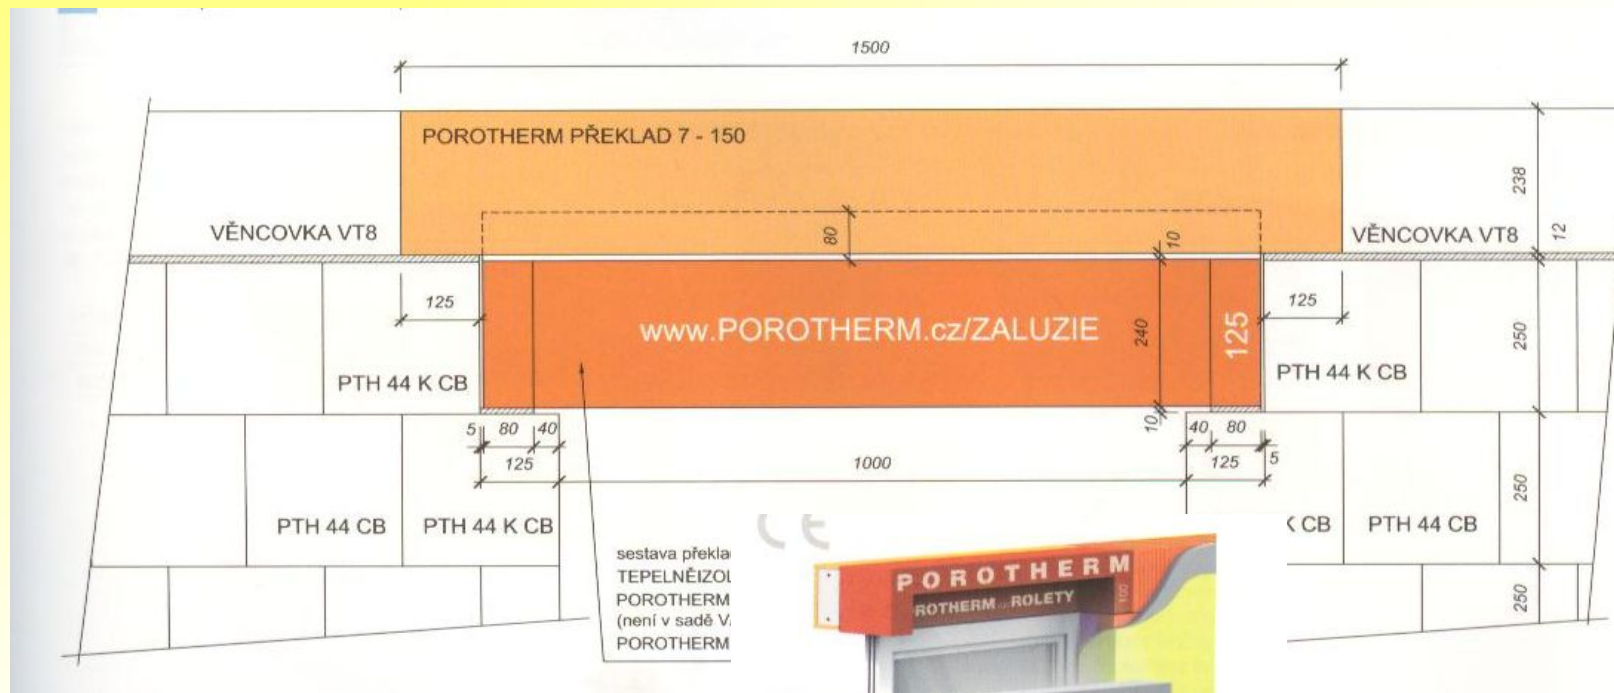 1500
POROTHERM PŘEKLAD 7 - 150
238
80
10
12
VĚNCOVKA VT8
VĚNCOVKA VT8
125
125
www.POROTHERM.cz/ZALUZIE
240
125
250
PTH 44 K CB
PTH 44 K CB
5 80 40
10
40 80 5
125
1000
125
250
PTH 44 CB
PTH 44 K CB
K CB
PTH 44 CB
CE
sestava
TEPELNĚIZOL
POROTHERM
(není v sadě
POROTHERM
250
POROTHERM
ROTHERM ROLETY
100